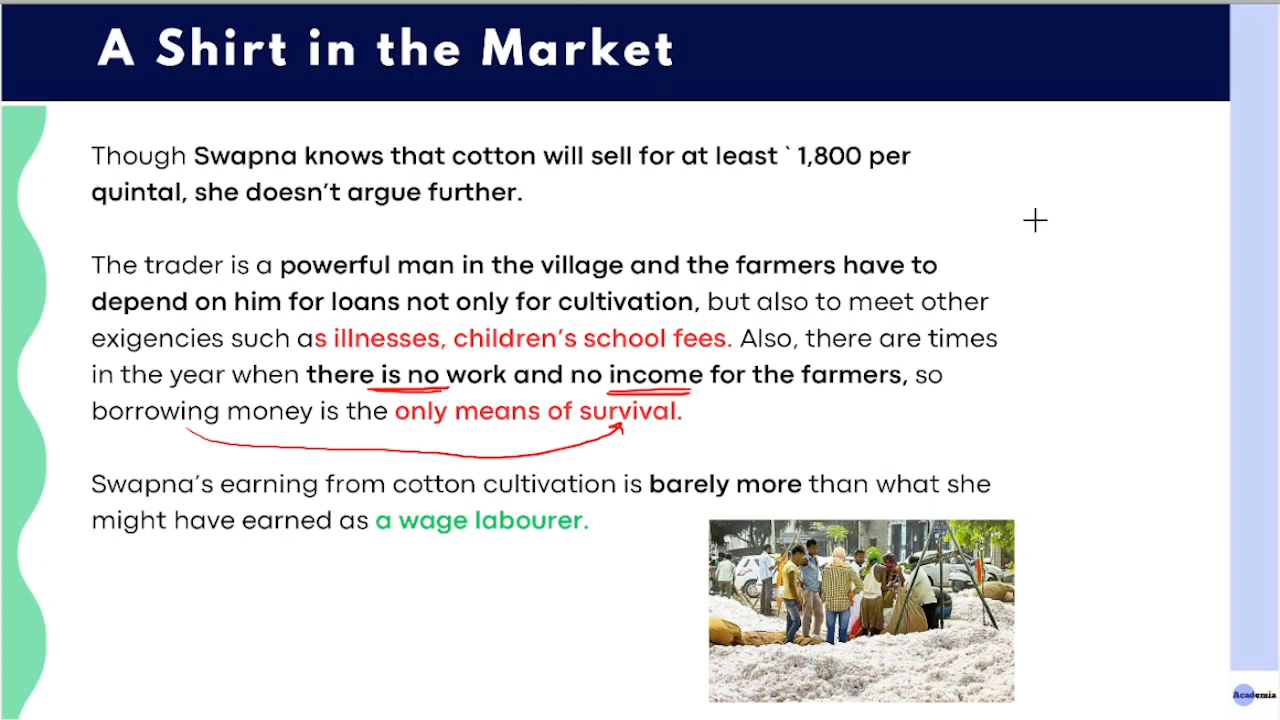 A Shirt in the Market
Though Swapna knows that cotton will sell for at least ` 1,800 per
quintal, she doesn't argue further.
The trader is a powerful man in the village and the farmers have to
depend on him for loans not only for cultivation, but also to meet other
exigencies such as illnesses, children's school fees. Also, there are times
in the year when there is no work and no income for the farmers, so
borrowing money is the only means of survival.
Swapna's earning from cotton cultivation is barely more than what she
might have earned as a wage labourer.
Academia